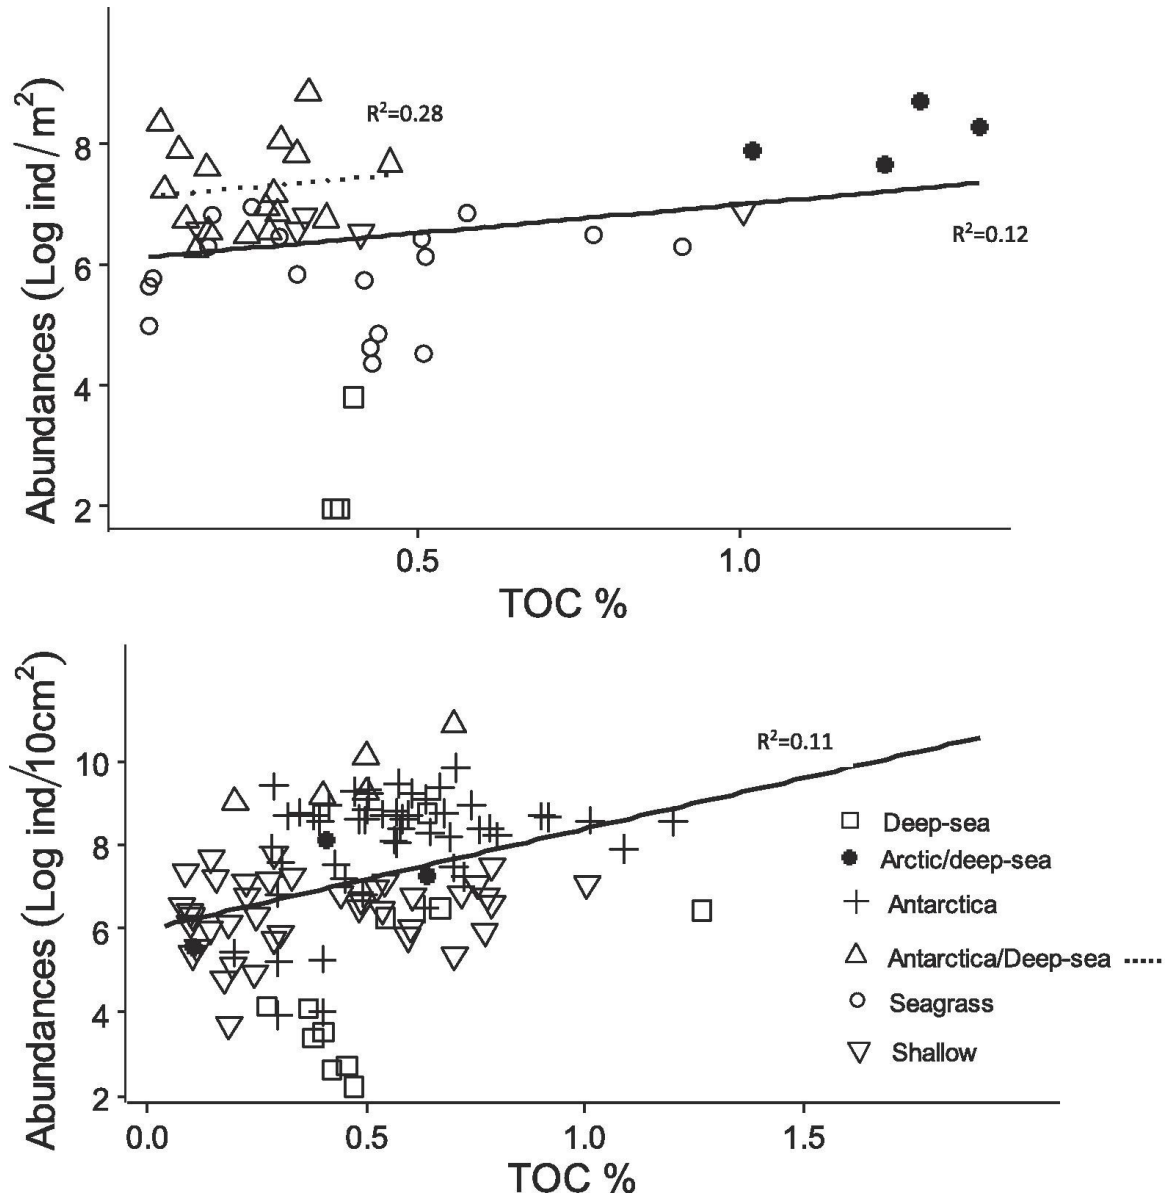 Abundances (Log ind/m²)
8
6
4
2
R²=0.28
R²=0.12
0.5
1.0
TOC %
Abundances (Log ind/10cm²)
10
8
6
4
2
R²=0.11
Deep-sea
Arctic/deep-sea
Antarctica
Antarctica/Deep-sea
Seagrass
Shallow
0.0
0.5
1.0
1.5
TOC %